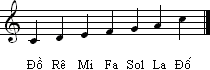 Đồ Rê Mi Fa Sol La Đố